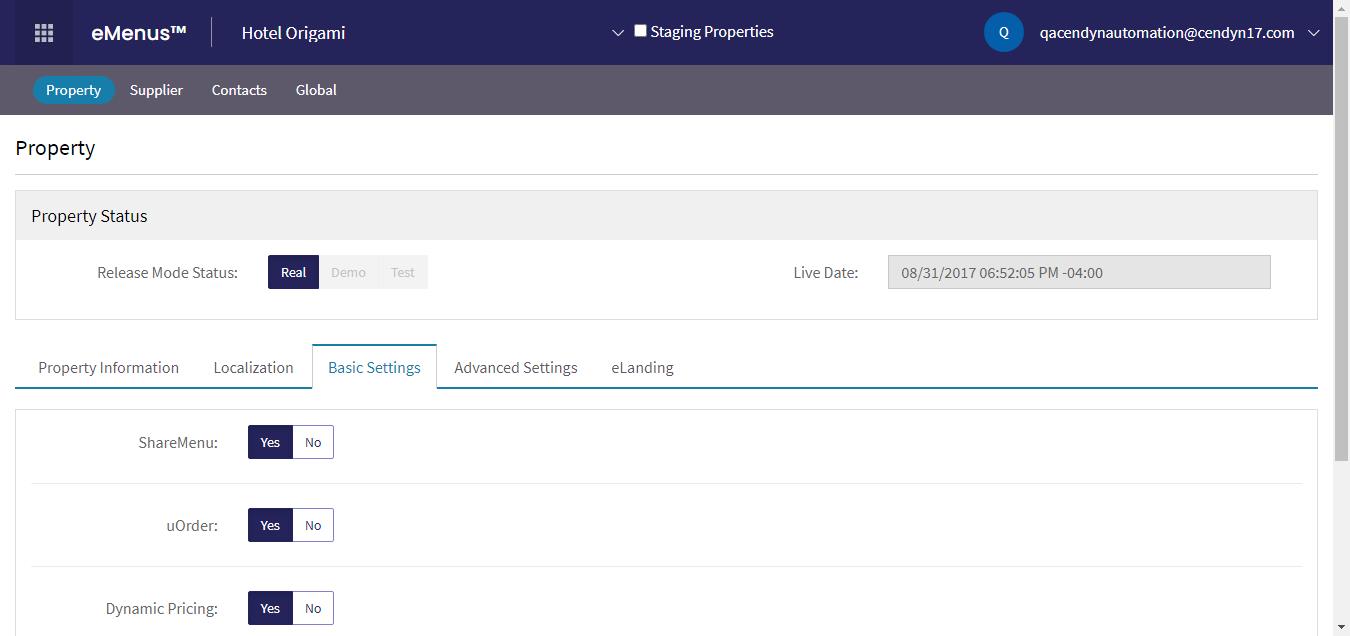 eMenus™ Hotel Origami Staging Properties Q qacendynautomation@cendyn17.com
Property Supplier Contacts Global
Property
Property Status
Release Mode Status: Real Demo Test Live Date: 08/31/2017 06:52:05 PM -04:00
Property Information Localization Basic Settings Advanced Settings eLanding
ShareMenu: Yes No
uOrder: Yes No
Dynamic Pricing: Yes No